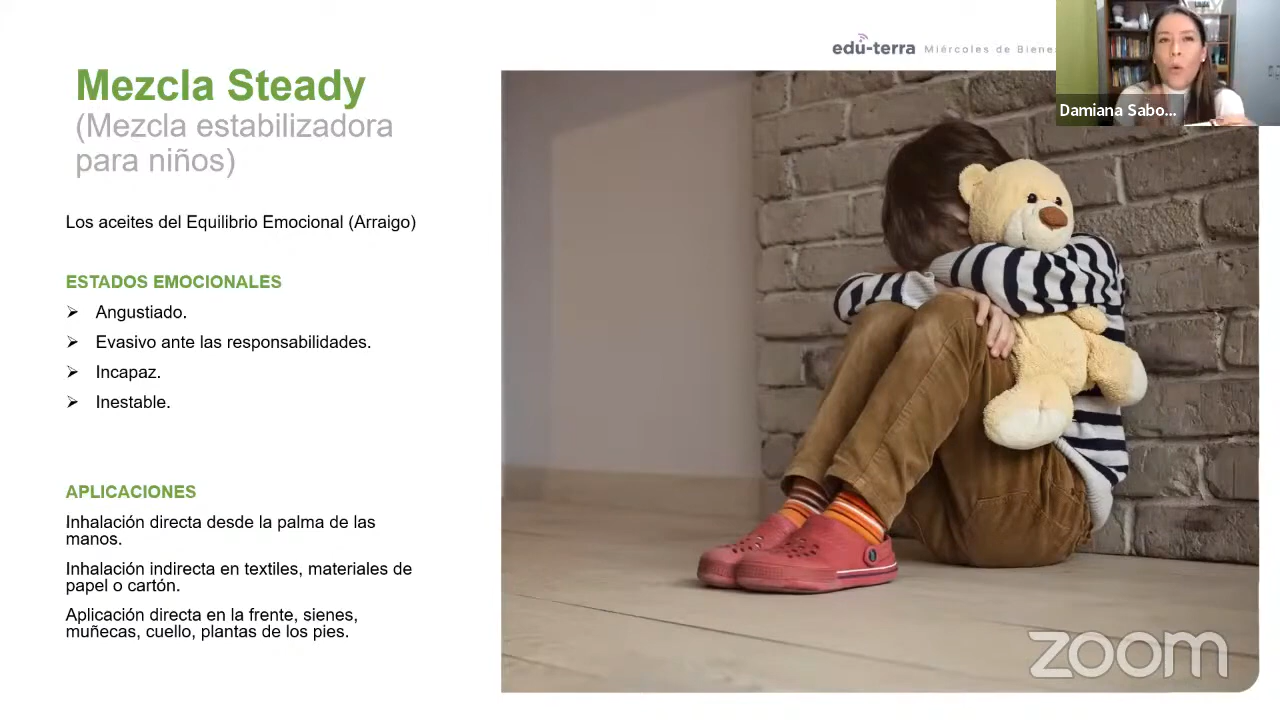 edu-terra Miércoles de Biene
Damiana Sabo...
Mezcla Steady
(Mezcla estabilizadora
para niños)
Los aceites del Equilibrio Emocional (Arraigo)
ESTADOS EMOCIONALES
➢ Angustiado.
➢ Evasivo ante las responsabilidades.
➢ Incapaz.
➢ Inestable.
APLICACIONES
Inhalación directa desde la palma de las
manos.
Inhalación indirecta en textiles, materiales de
papel o cartón.
Aplicación directa en la frente, sienes,
muñecas, cuello, plantas de los pies.
zoom